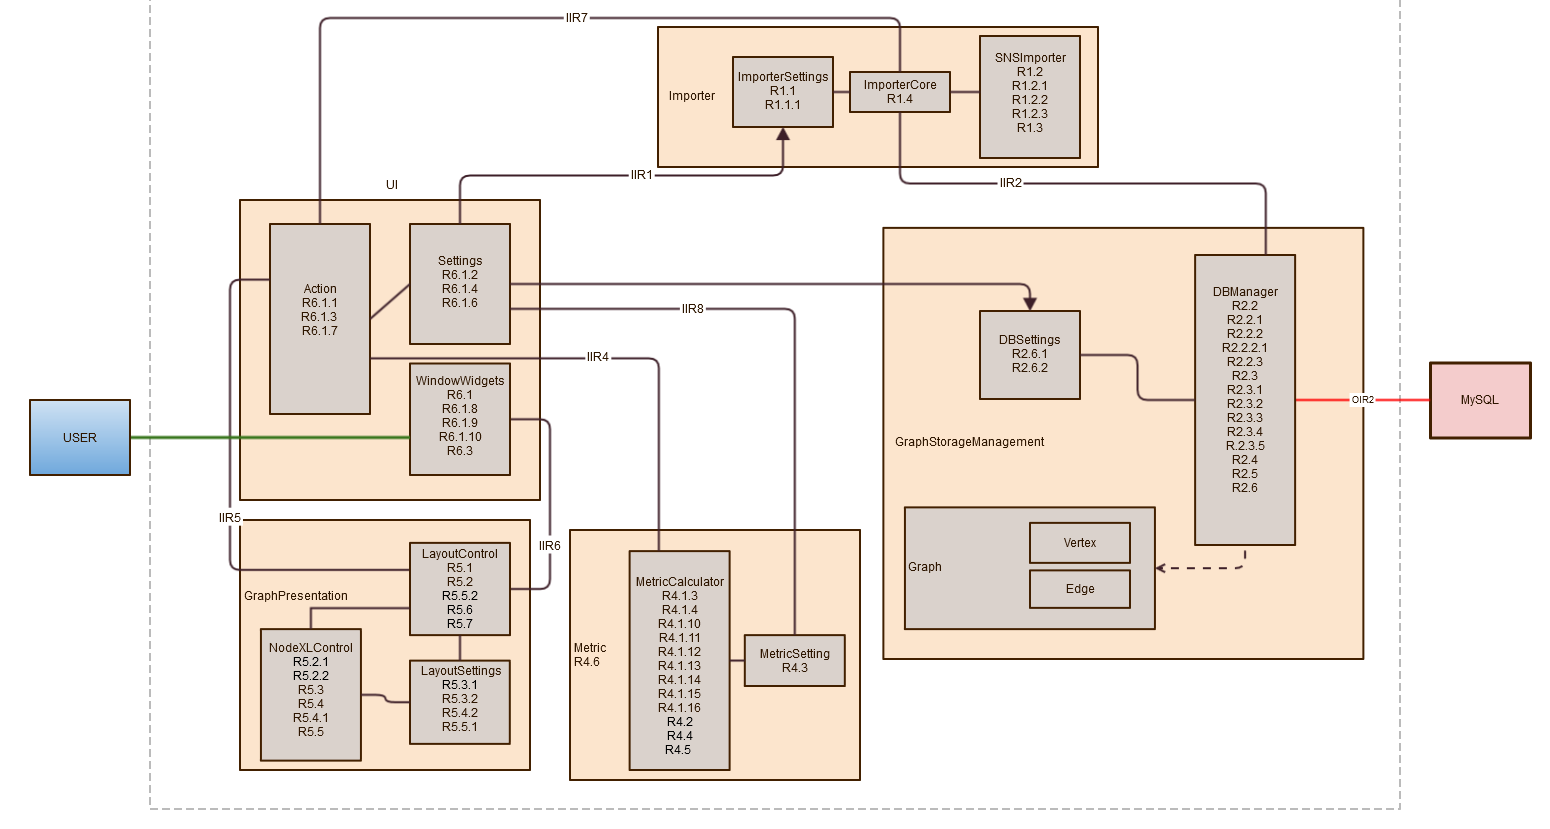 IIR7
Importer
ImporterSettings
R1.1
R1.1.1
ImporterCore
R1.4
SNSImporter
R1.2
R1.2.1
R1.2.2
R1.2.3
R1.3
IIR1
IIR2
UI
Action
R6.1.1
R6.1.3
R6.1.7
Settings
R6.1.2
R6.1.4
R6.1.6
IIR8
IIR4
WindowWidgets
R6.1
R6.1.8
R6.1.9
R6.1.10
R6.3
USER
DBSettings
R2.6.1
R2.6.2
DBManager
R2.2
R2.2.1
R2.2.2
R2.2.2.1
R2.2.3
R2.3
R2.3.1
R2.3.2
R2.3.3
R2.3.4
R.2.3.5
R2.4
R2.5
R2.6
OIR2
MySQL
GraphStorageManagement
Graph
Vertex
Edge
IIR5
IIR6
GraphPresentation
LayoutControl
R5.1
R5.2
R5.5.2
R5.6
R5.7
NodeXLControl
R5.2.1
R5.2.2
R5.3
R5.4
R5.4.1
R5.5
LayoutSettings
R5.3.1
R5.3.2
R5.4.2
R5.5.1
Metric
R4.6
MetricCalculator
R4.1.3
R4.1.4
R4.1.10
R4.1.11
R4.1.12
R4.1.13
R4.1.14
R4.1.15
R4.1.16
R4.2
R4.4
R4.5
MetricSetting
R4.3